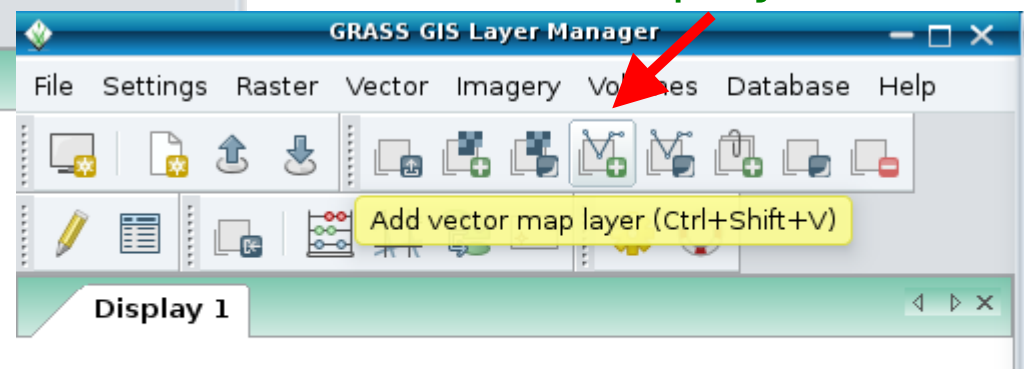 GRASS GIS Layer Manager
File Settings Raster Vector Imagery Database Help
Add vector map layer (Ctrl+Shift+V)
Display 1